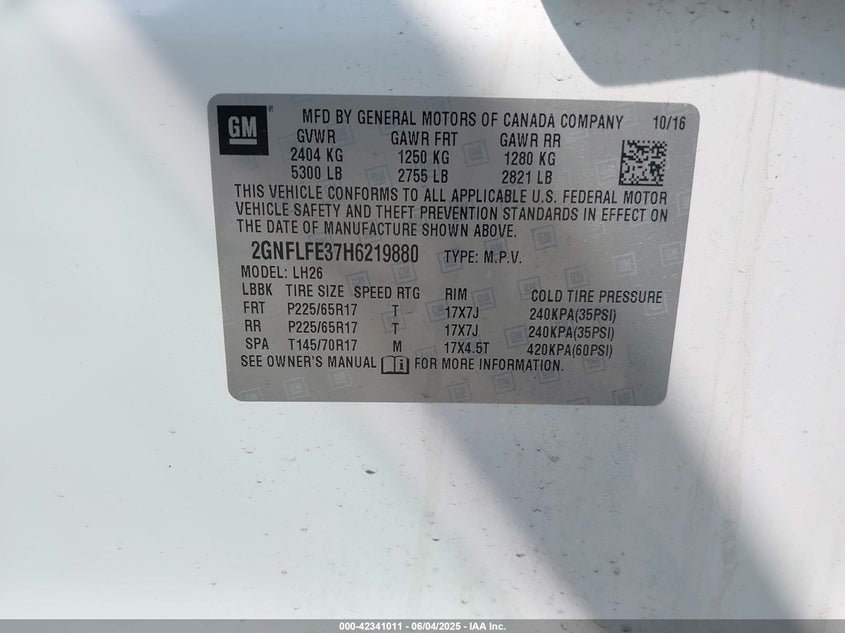 GM ® MFD BY GENERAL MOTORS OF CANADA COMPANY 10/16
GVWR GAWR FRT GAWR RR
2404 KG 1250 KG 1280 KG
5300 LB 2755 LB 2821 LB
THIS VEHICLE CONFORMS TO ALL APPLICABLE U.S. FEDERAL MOTOR
VEHICLE SAFETY AND THEFT PREVENTION STANDARDS IN EFFECT ON
THE DATE OF MANUFACTURE SHOWN ABOVE.
2GNFLFE37H6219880 TYPE: M.P.V.
MODEL: LH26
LBBK TIRE SIZE SPEED RTG RIM COLD TIRE PRESSURE
FRT P225/65R17 T 17X7J 240KPA(35PSI)
RR P225/65R17 T 17X7J 240KPA(35PSI)
SPA T145/70R17 M 17X4.5T 420KPA(60PSI)
SEE OWNER'S MANUAL FOR MORE INFORMATION.
000-42341011 - 06/04/2025 - IAA Inc.